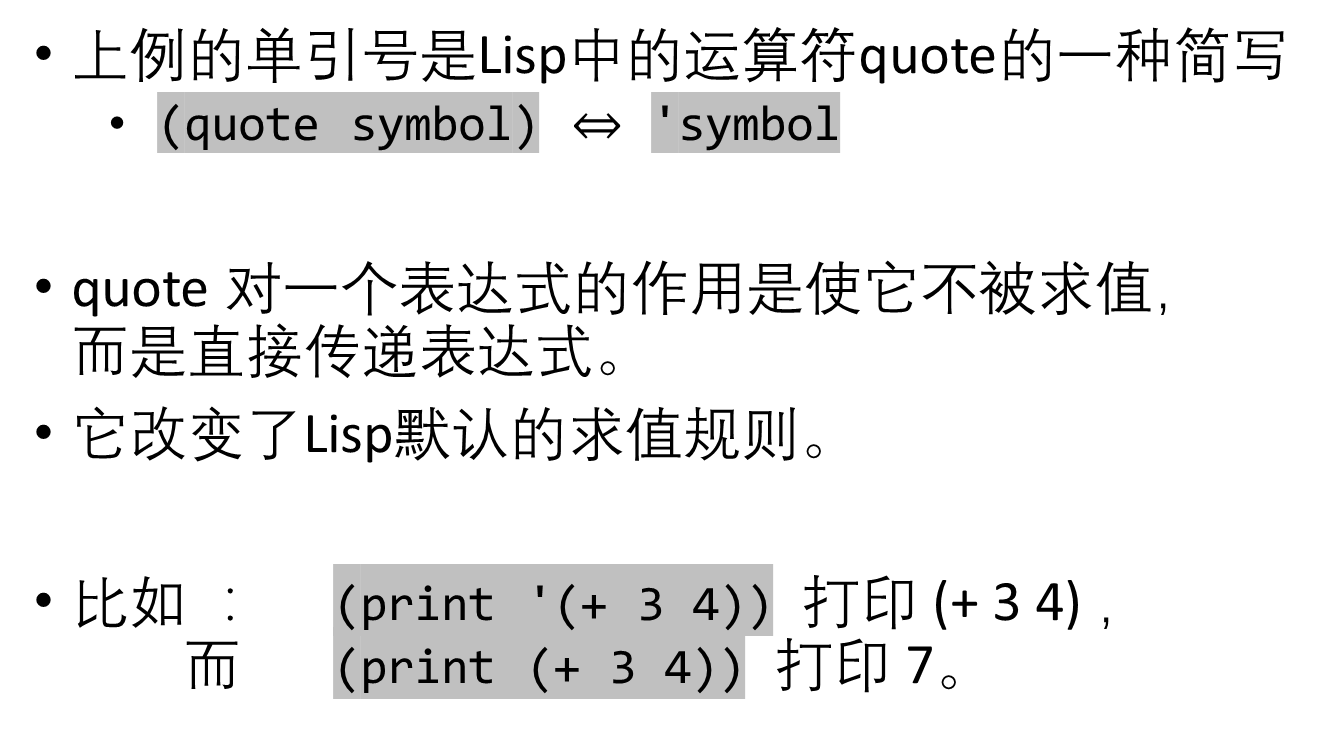 • 上例的单引号是Lisp中的运算符quote的一种简写
• (quote symbol) ⇔ 'symbol
• quote 对一个表达式的作用是使它不被求值,
而是直接传递表达式。
• 它改变了Lisp默认的求值规则。
• 比如 : (print '(+ 3 4)) 打印 (+ 3 4) ,
而 (print (+ 3 4)) 打印 7。